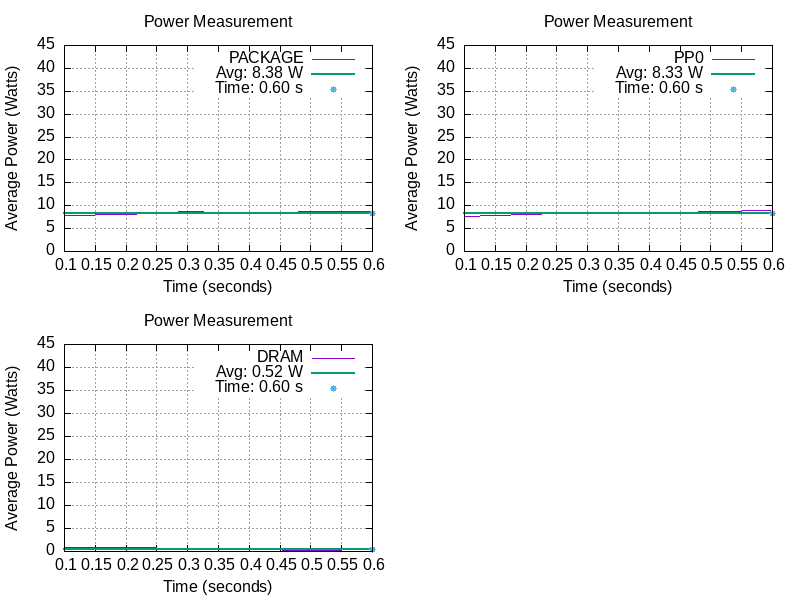 Power Measurement
45
40
35
30
25
20
15
10
5
0
Average Power (Watts)
PACKAGE
Avg: 8.38 W
Time: 0.60 s
0.1 0.15 0.2 0.25 0.3 0.35 0.4 0.45 0.5 0.55 0.6
Time (seconds)
Power Measurement
45
40
35
30
25
20
15
10
5
0
Average Power (Watts)
PP0
Avg: 8.33 W
Time: 0.60 s
0.1 0.15 0.2 0.25 0.3 0.35 0.4 0.45 0.5 0.55 0.6
Time (seconds)
Power Measurement
45
40
35
30
25
20
15
10
5
0
Average Power (Watts)
DRAM
Avg: 0.52 W
Time: 0.60 s
0.1 0.15 0.2 0.25 0.3 0.35 0.4 0.45 0.5 0.55 0.6
Time (seconds)